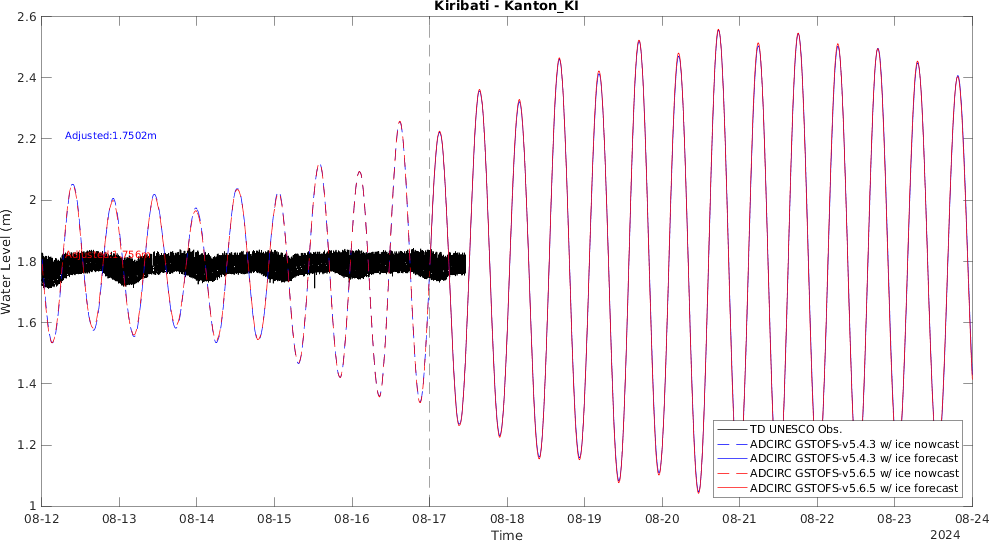 Kiribati - Kanton_KI
2.6
2.4
2.2
2
1.8
1.6
1.4
1.2
1
Water Level (m)
Adjusted:1.7502m
TD UNESCO Obs.
ADCIRC GSTOFS-v5.4.3 w/ ice nowcast
ADCIRC GSTOFS-v5.4.3 w/ ice forecast
ADCIRC GSTOFS-v5.6.5 w/ ice nowcast
ADCIRC GSTOFS-v5.6.5 w/ ice forecast
08-12 08-13 08-14 08-15 08-16 08-17 08-18 08-19 08-20 08-21 08-22 08-23 08-24
Time
2024